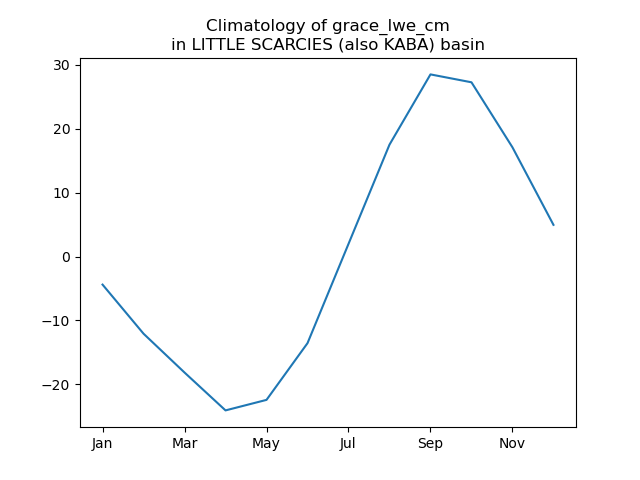 Climatology of grace_lwe_cm
in LITTLE SCARCIES (also KABA) basin
30
20
10
0
−10
−20
Jan
Mar
May
Jul
Sep
Nov